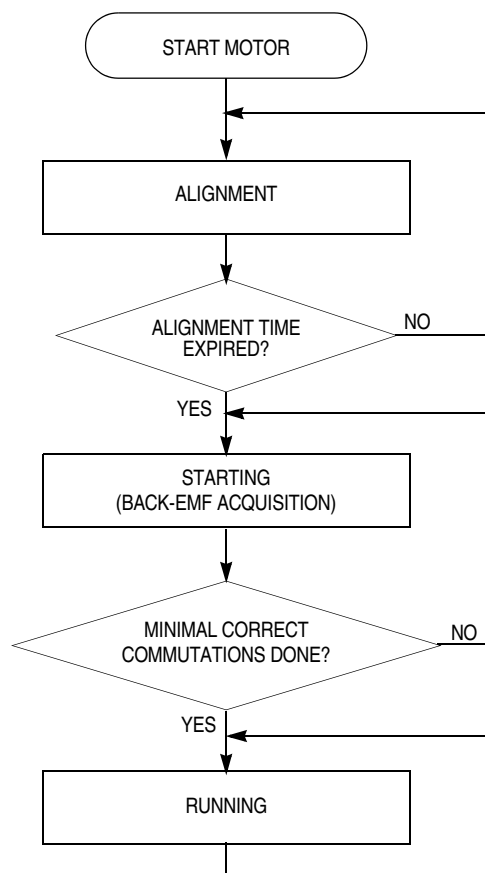 START MOTOR
ALIGNMENT
ALIGNMENT TIME
EXPIRED?
NO
YES
STARTING
(BACK-EMF ACQUISITION)
MINIMAL CORRECT
COMMUTATIONS DONE?
NO
YES
RUNNING